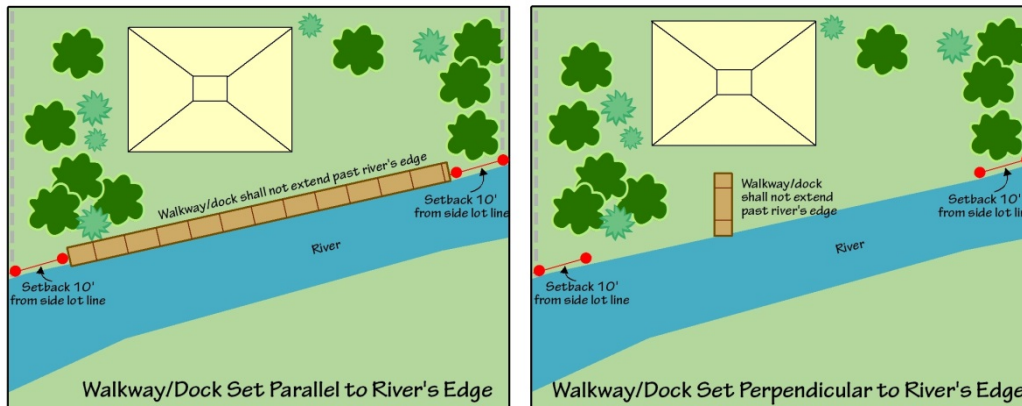 Walkway/dock shall not extend past river's edge
Setback 10'
from side lot line
River
Setback 10'
from side lot line
Walkway/Dock Set Parallel to River's Edge
Walkway/dock
shall not extend
past river's edge
Setback 10'
from side lot line
River
Setback 10'
from side lot line
Walkway/Dock Set Perpendicular to River's Edge